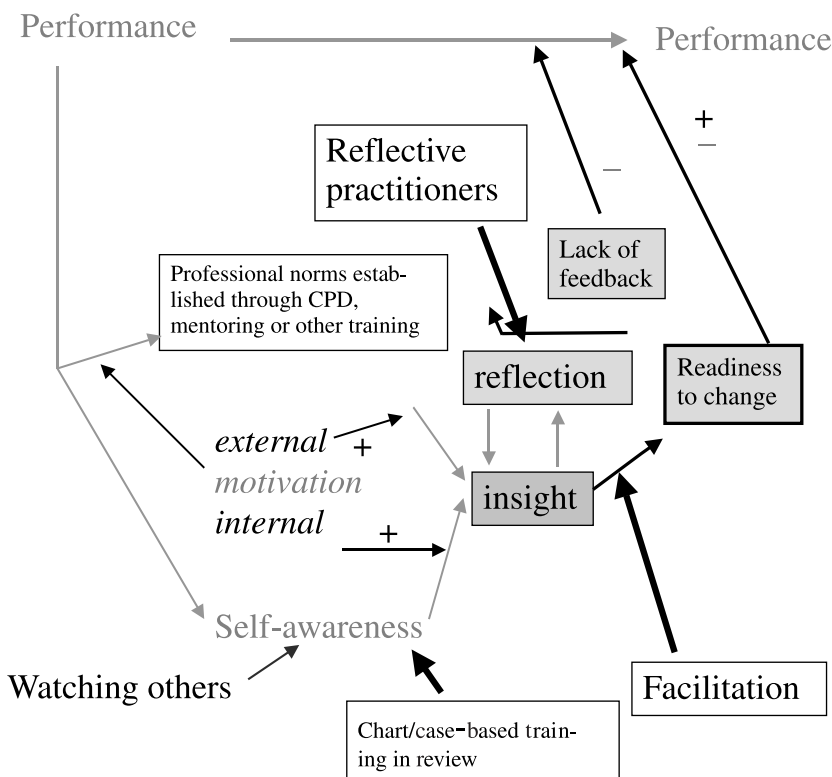 Performance
Performance
+
–
Reflective
practitioners
–
Lack of
feedback
Professional norms estab-
lished through CPD,
mentoring or other training
reflection
Readiness
to change
external
+
motivation
internal
+
insight
Self-awareness
Watching others
Facilitation
Chart/case-based train-
ing in review